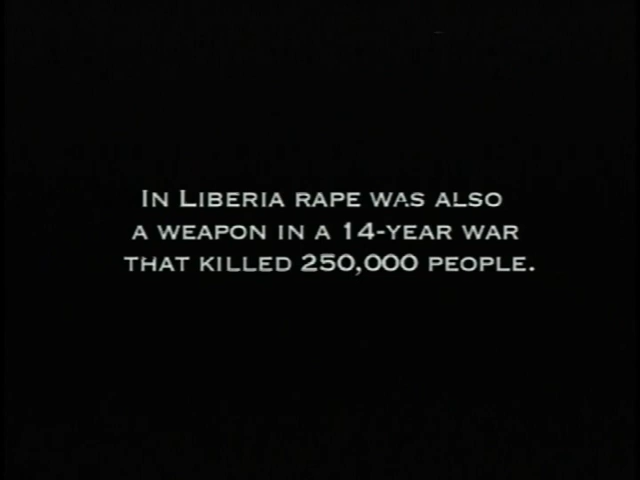 In Liberia rape was also
a weapon in a 14-year war
that killed 250,000 people.